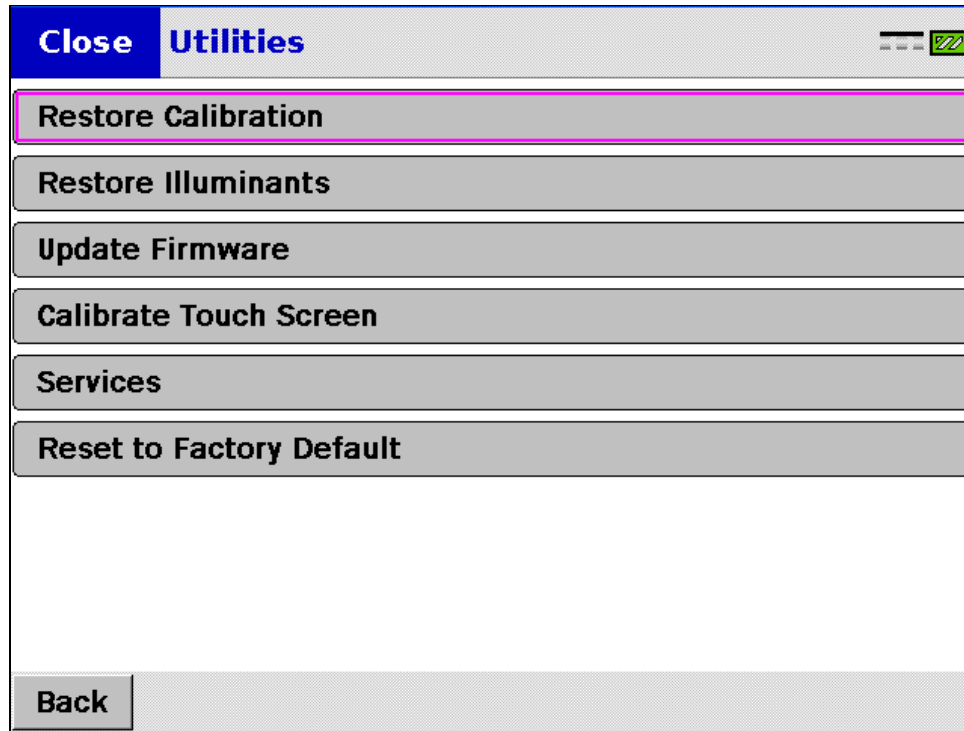 Close Utilities
Restore Calibration
Restore Illuminants
Update Firmware
Calibrate Touch Screen
Services
Reset to Factory Default
Back